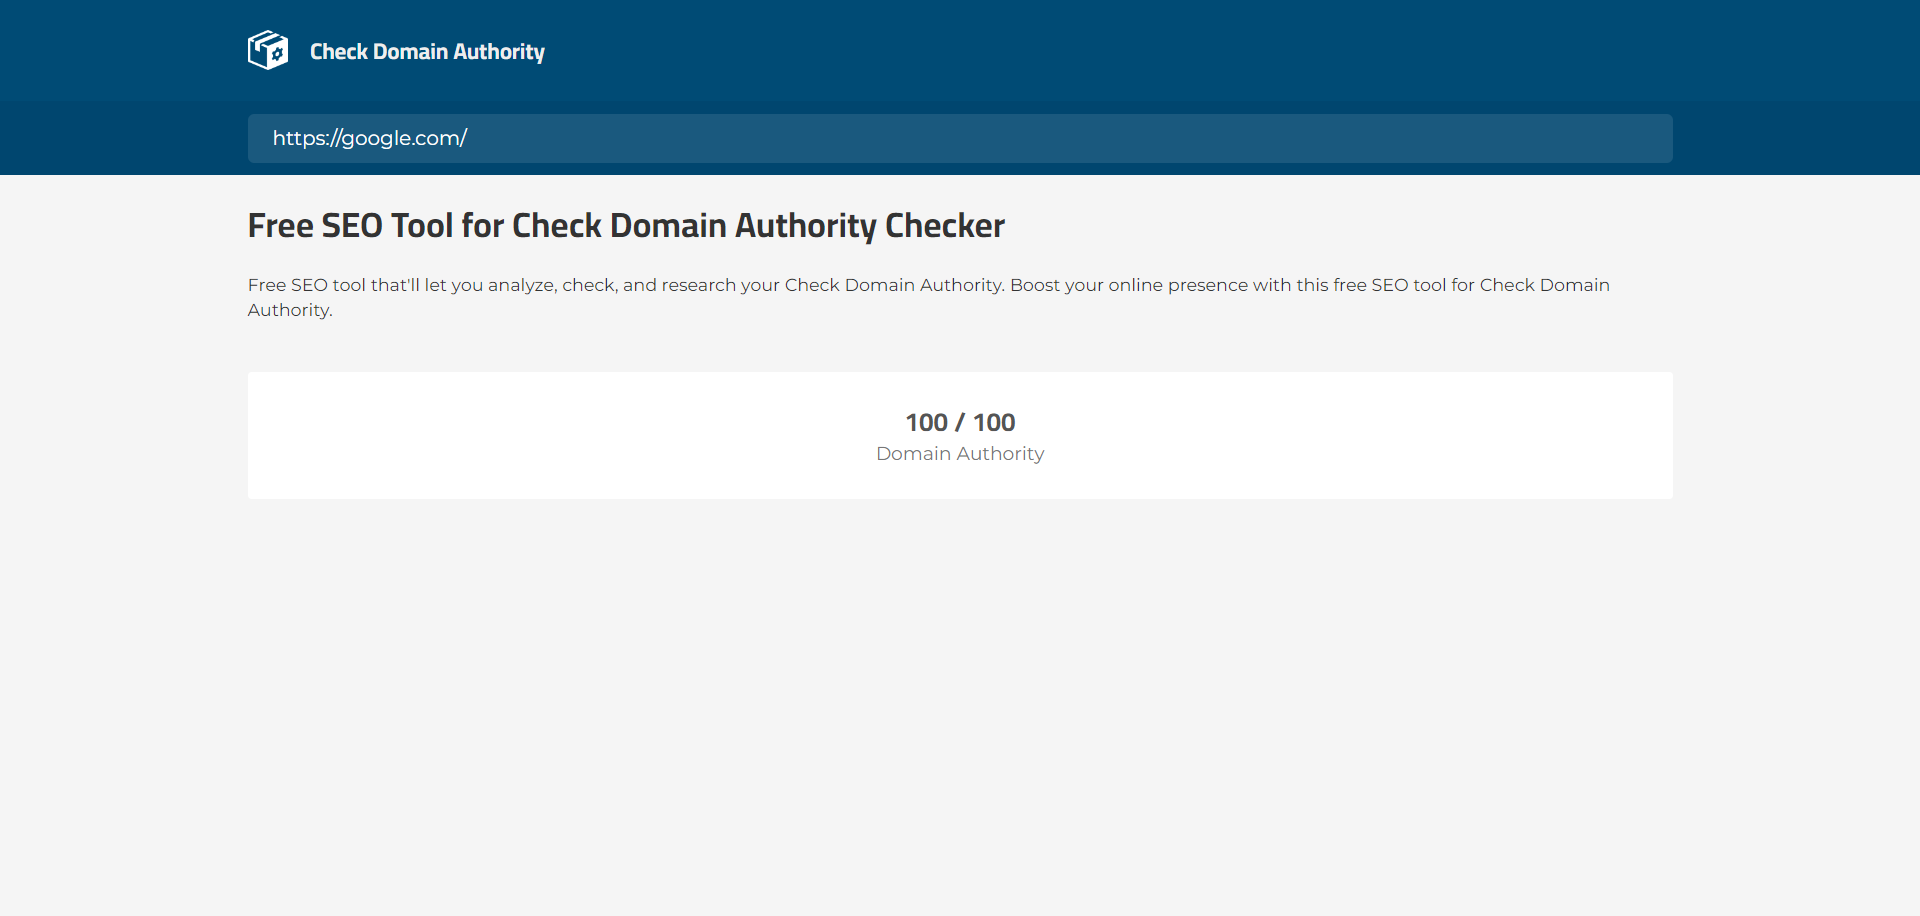 Check Domain Authority
https://google.com/
Free SEO Tool for Check Domain Authority Checker
Free SEO tool that'll let you analyze, check, and research your Check Domain Authority. Boost your online presence with this free SEO tool for Check Domain
Authority.
100 / 100
Domain Authority